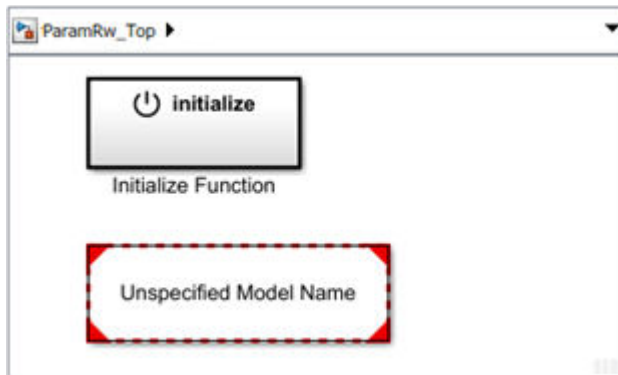 ParamRw_Top
initialize
Initialize Function
Unspecified Model Name